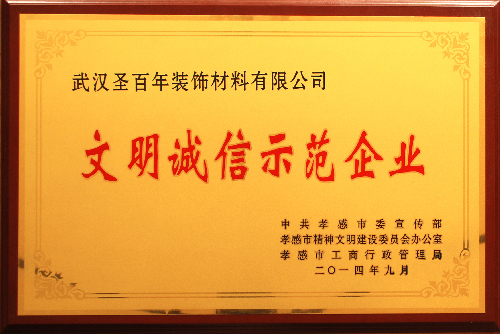 武汉圣百年装饰材料有限公司
文明诚信示范企业
中共孝感市委宣传部
孝感市精神文明建设委员会办公室
孝感市工商行政管理局
二〇一四年九月